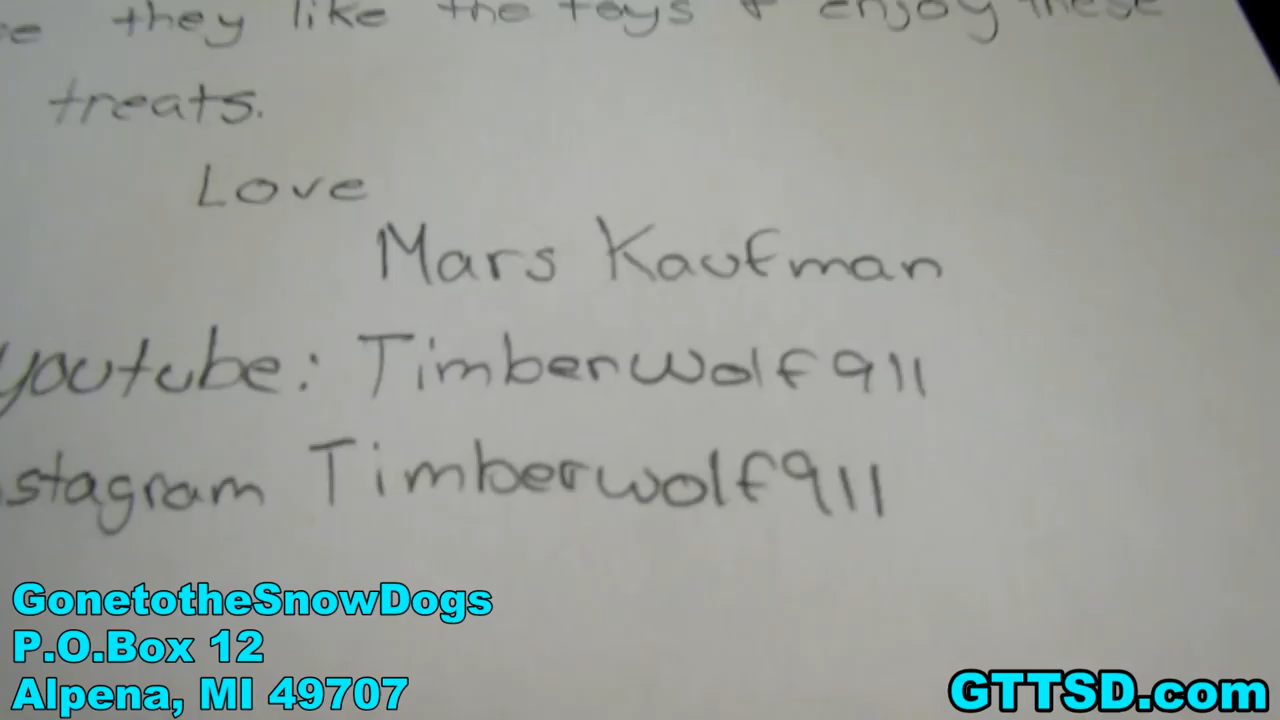 they like the toys & enjoy these
treats.
Love
Mars Kaufman
youtube: Timberwolf911
stagram Timberwolf911
GonetotheSnowDogs
P.O.Box 12
Alpena, MI 49707
GTTSD.com